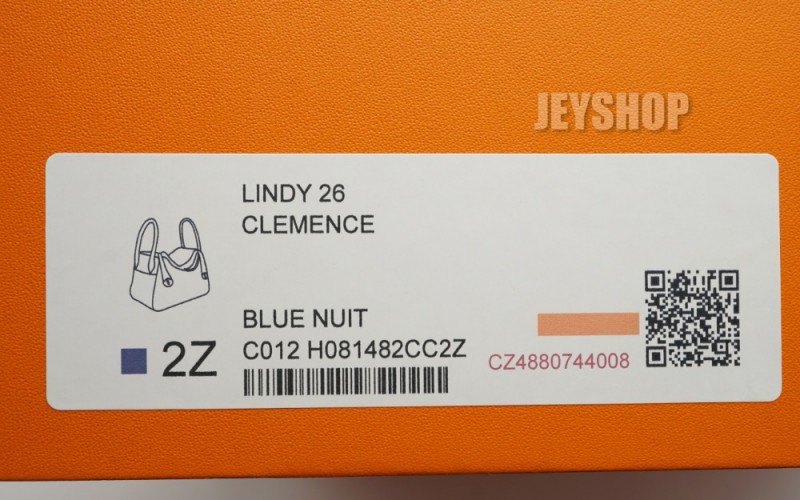 JEYSHOP
LINDY 26
CLEMENCE
BLUE NUIT
2Z
C012 H081482CC2Z
CZ4880744008